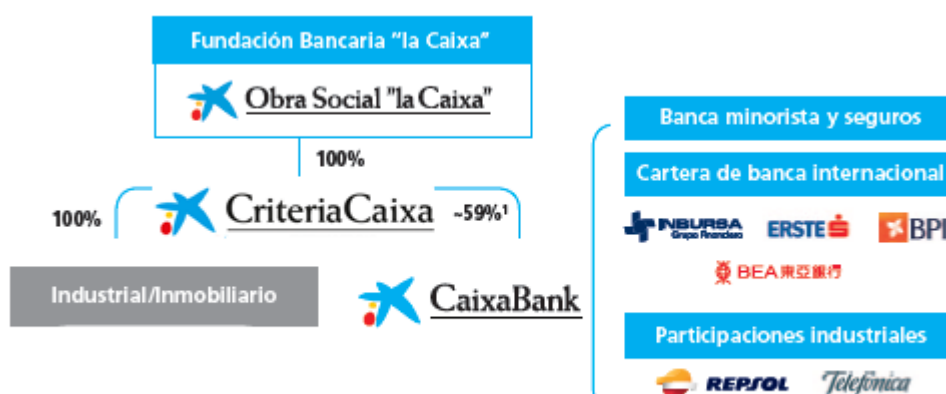 Fundación Bancaria "la Caixa"
Obra Social "la Caixa"
100%
100%
CriteriaCaixa
~59%¹
Industrial/Inmobiliario
CaixaBank
Banca minorista y seguros
Cartera de banca internacional
INBURSA
Grupo Financiero
ERSTE
BPI
BEA東亞銀行
Participaciones industriales
REPSOL
Telefónica